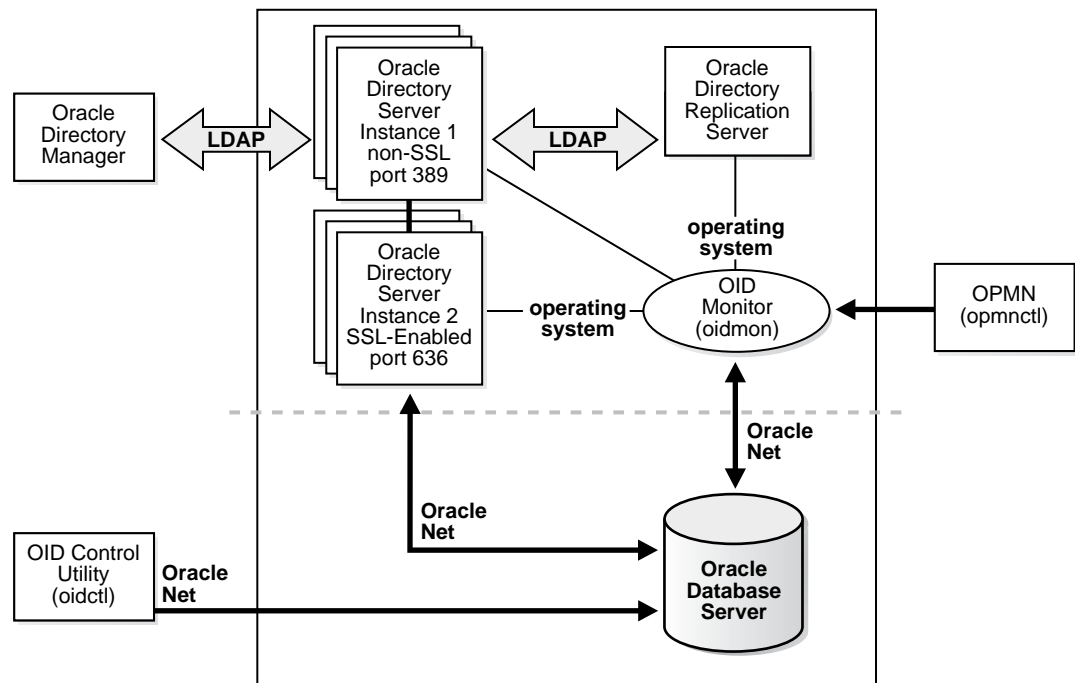 Oracle
Directory
Manager
LDAP
Oracle
Directory
Server
Instance 1
non-SSL
port 389
LDAP
Oracle
Directory
Replication
Server
Oracle
Directory
Server
Instance 2
SSL-Enabled
port 636
operating
system
operating
system
OID
Monitor
(oidmon)
OPMN
(opmnctl)
Oracle
Net
Oracle
Net
OID Control
Utility
(oidctl)
Oracle
Net
Oracle
Database
Server